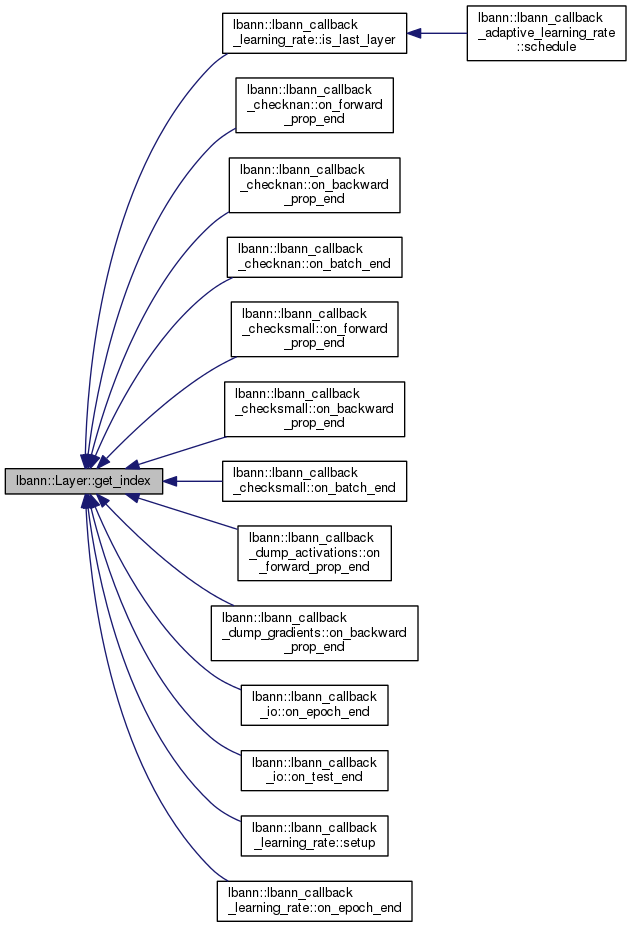 lbann::lbann_callback
_learning_rate::is_last_layer
lbann::lbann_callback
_adaptive_learning_rate
::schedule
lbann::lbann_callback
_checknan::on_forward
_prop_end
lbann::lbann_callback
_checknan::on_backward
_prop_end
lbann::lbann_callback
_checknan::on_batch_end
lbann::lbann_callback
_checksmall::on_forward
_prop_end
lbann::lbann_callback
_checksmall::on_backward
_prop_end
lbann::Layer::get_index
lbann::lbann_callback
_checksmall::on_batch_end
lbann::lbann_callback
_dump_activations::on
_forward_prop_end
lbann::lbann_callback
_dump_gradients::on_backward
_prop_end
lbann::lbann_callback
_io::on_epoch_end
lbann::lbann_callback
_io::on_test_end
lbann::lbann_callback
_learning_rate::setup
lbann::lbann_callback
_learning_rate::on_epoch_end